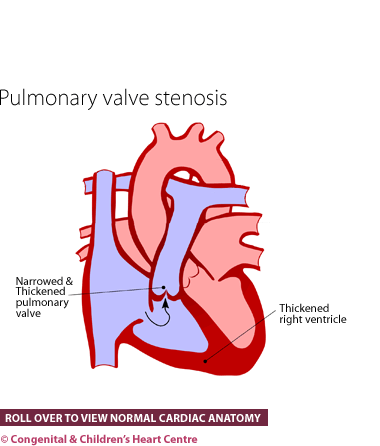 Pulmonary valve stenosis
Narrowed &
Thickened
pulmonary
valve
Thickened
right ventricle
ROLL OVER TO VIEW NORMAL CARDIAC ANATOMY
© Congenital & Children's Heart Centre